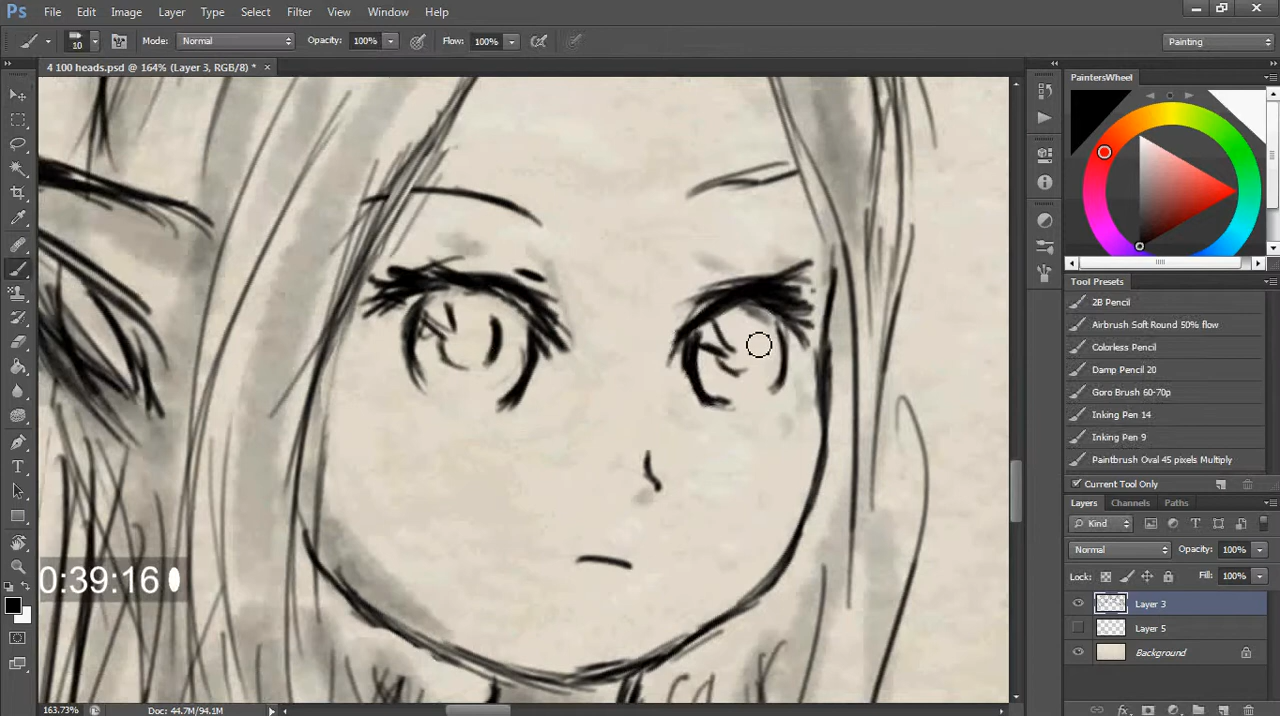 Ps File Edit Image Layer Type Select Filter View Window Help
10 Mode: Normal Opacity: 100% Flow: 100% Painting
4 100 heads.psd @ 164% (Layer 3, RGB/8) * ×
PaintersWheel
Tool Presets
2B Pencil
Airbrush Soft Round 50% flow
Colorless Pencil
Damp Pencil 20
Goro Brush 60-70p
Inking Pen 14
Inking Pen 9
Paintbrush Oval 45 pixels Multiply
Current Tool Only
Layers Channels Paths
Kind
Normal Opacity: 100%
Lock: Fill: 100%
Layer 3
Layer 5
Background
0:39:16
163.73% Doc: 44.7M/94.1M